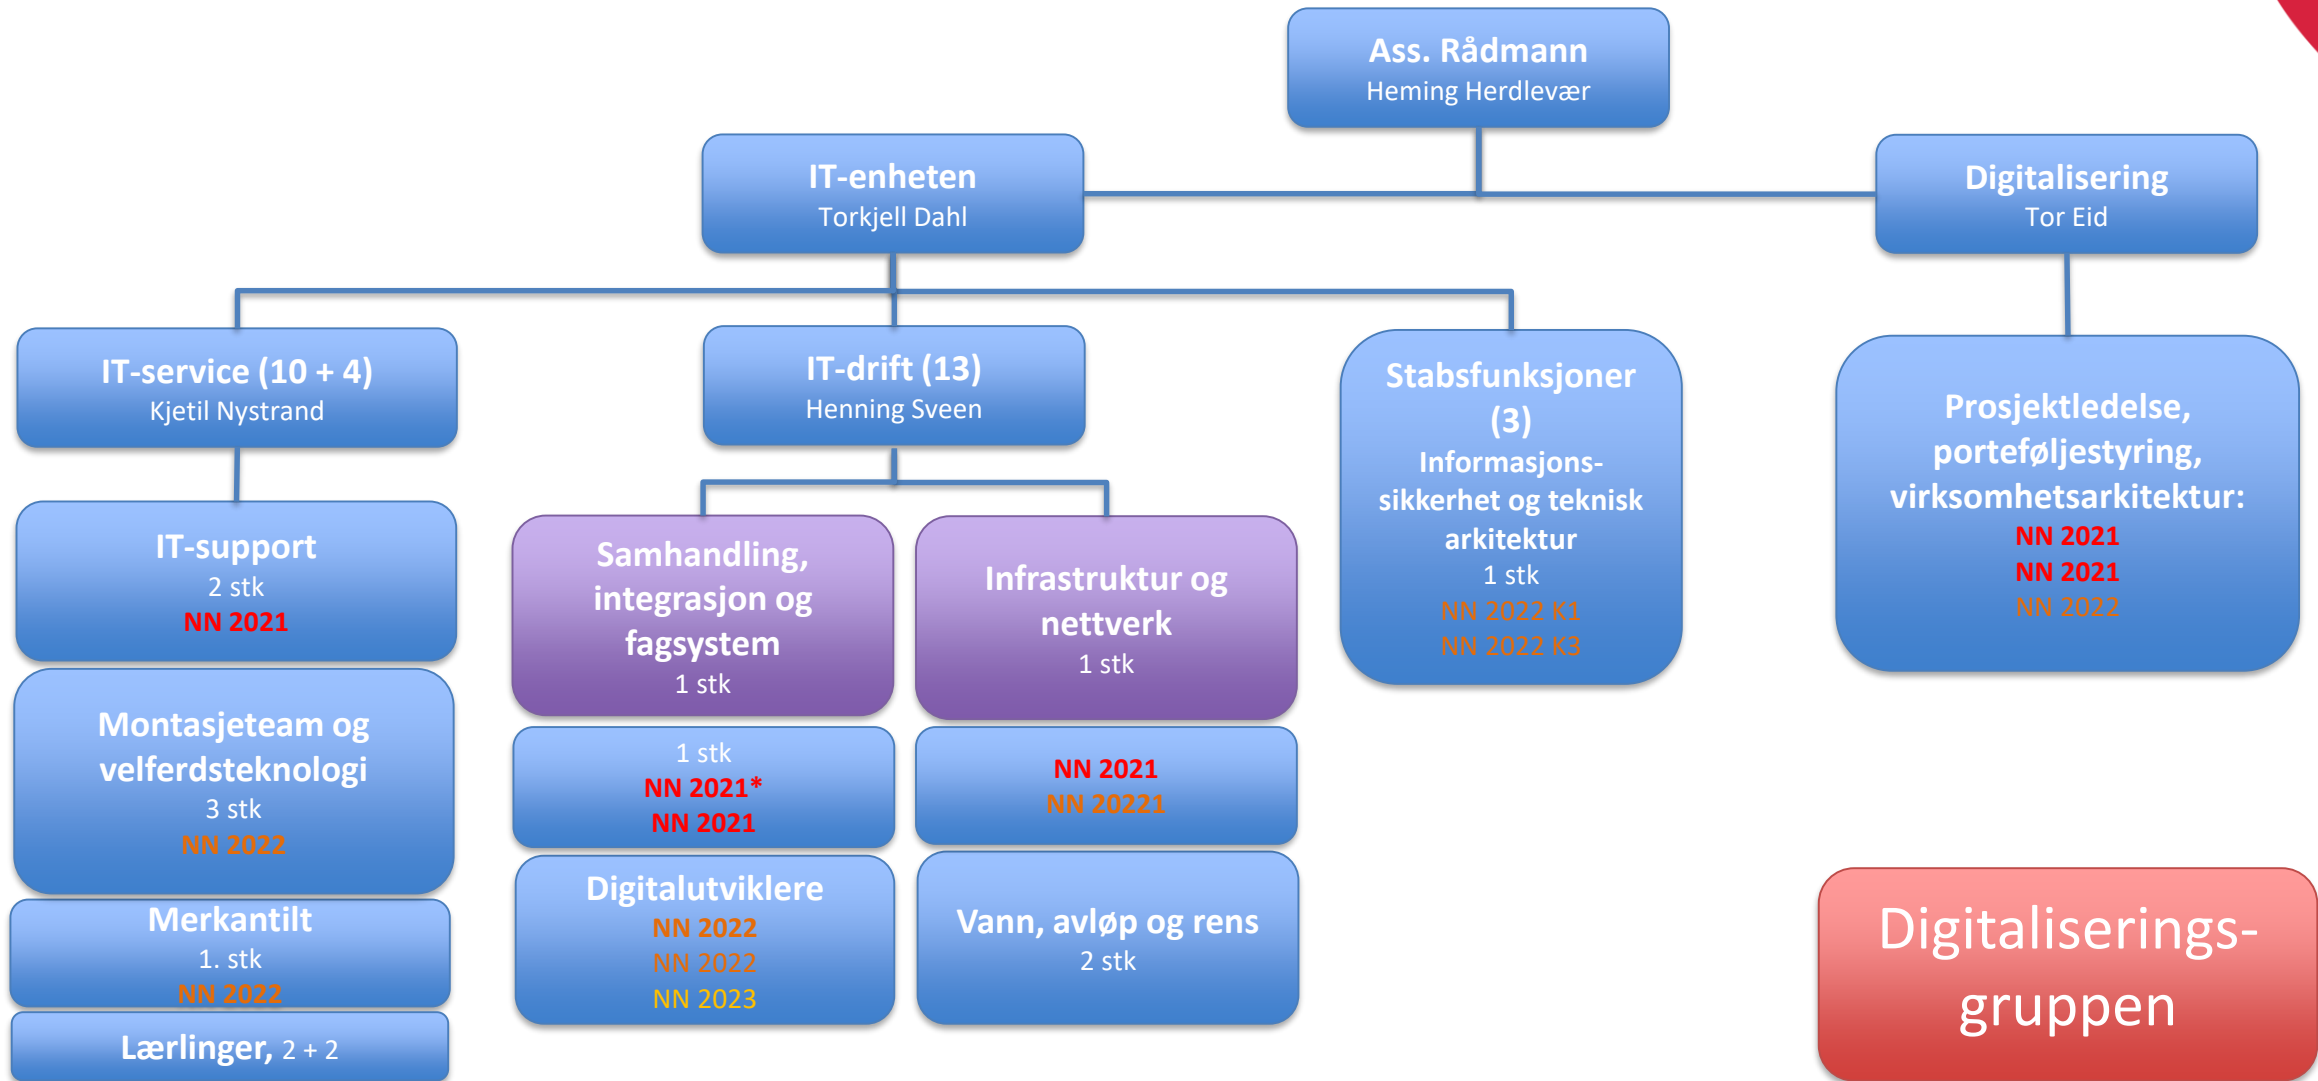 Ass. Rådmann
Heming Herdlevær
IT-enheten
Torkjell Dahl
Digitalisering
Tor Eid
IT-service (10 + 4)
Kjetil Nystrand
IT-drift (13)
Henning Sveen
Stabsfunksjoner
(3)
Informasjons-
sikkerhet og teknisk
arkitektur
1 stk
NN 2022 K1
NN 2022 K3
Prosjektledelse,
porteføljestyring,
virksomhetsarkitektur:
NN 2021
NN 2021
NN 2022
IT-support
2 stk
NN 2021
Montasjeteam og
velferdsteknologi
3 stk
NN 2022
Merkantilt
1. stk
NN 2022
Lærlinger, 2 + 2
Samhandling,
integrasjon og
fagsystem
1 stk
1 stk
NN 2021*
NN 2021
Digitalutviklere
NN 2022
NN 2022
NN 2023
Infrastruktur og
nettverk
1 stk
NN 2021
NN 20221
Vann, avløp og rens
2 stk
Digitaliserings-
gruppen